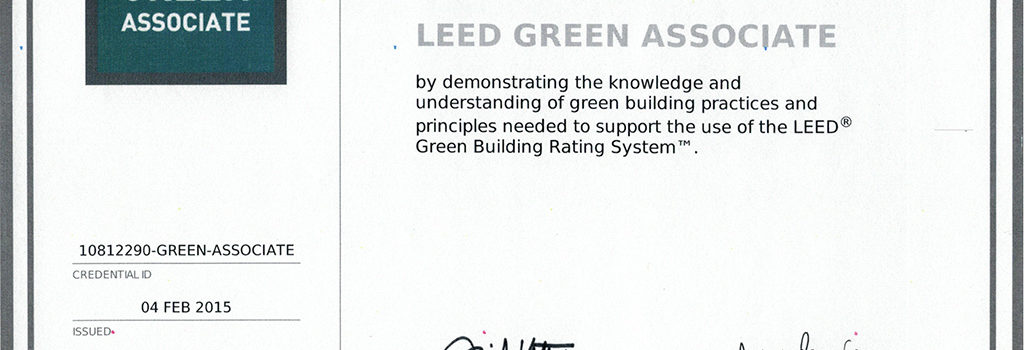 ASSOCIATE
LEED GREEN ASSOCIATE
by demonstrating the knowledge and
understanding of green building practices and
principles needed to support the use of the LEED®
Green Building Rating System™.
10812290-GREEN-ASSOCIATE
CREDENTIAL ID
04 FEB 2015
ISSUED